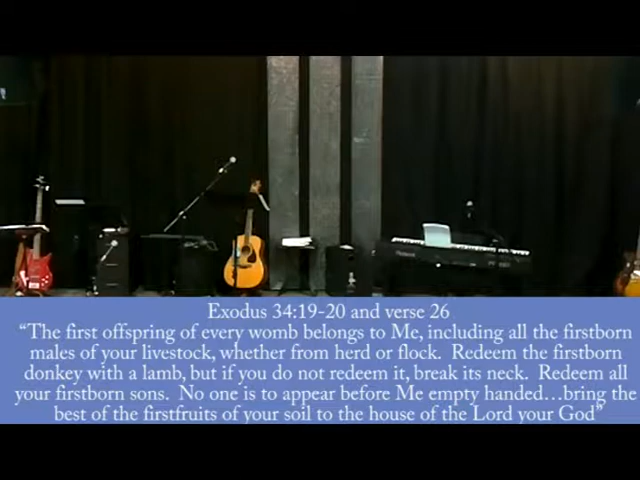 Exodus 34:19-20 and verse 26
“The first offspring of every womb belongs to Me, including all the firstborn
males of your livestock, whether from herd or flock. Redeem the firstborn
donkey with a lamb, but if you do not redeem it, break its neck. Redeem all
your firstborn sons. No one is to appear before Me empty handed…bring the
best of the firstfruits of your soil to the house of the Lord your God”
Roland